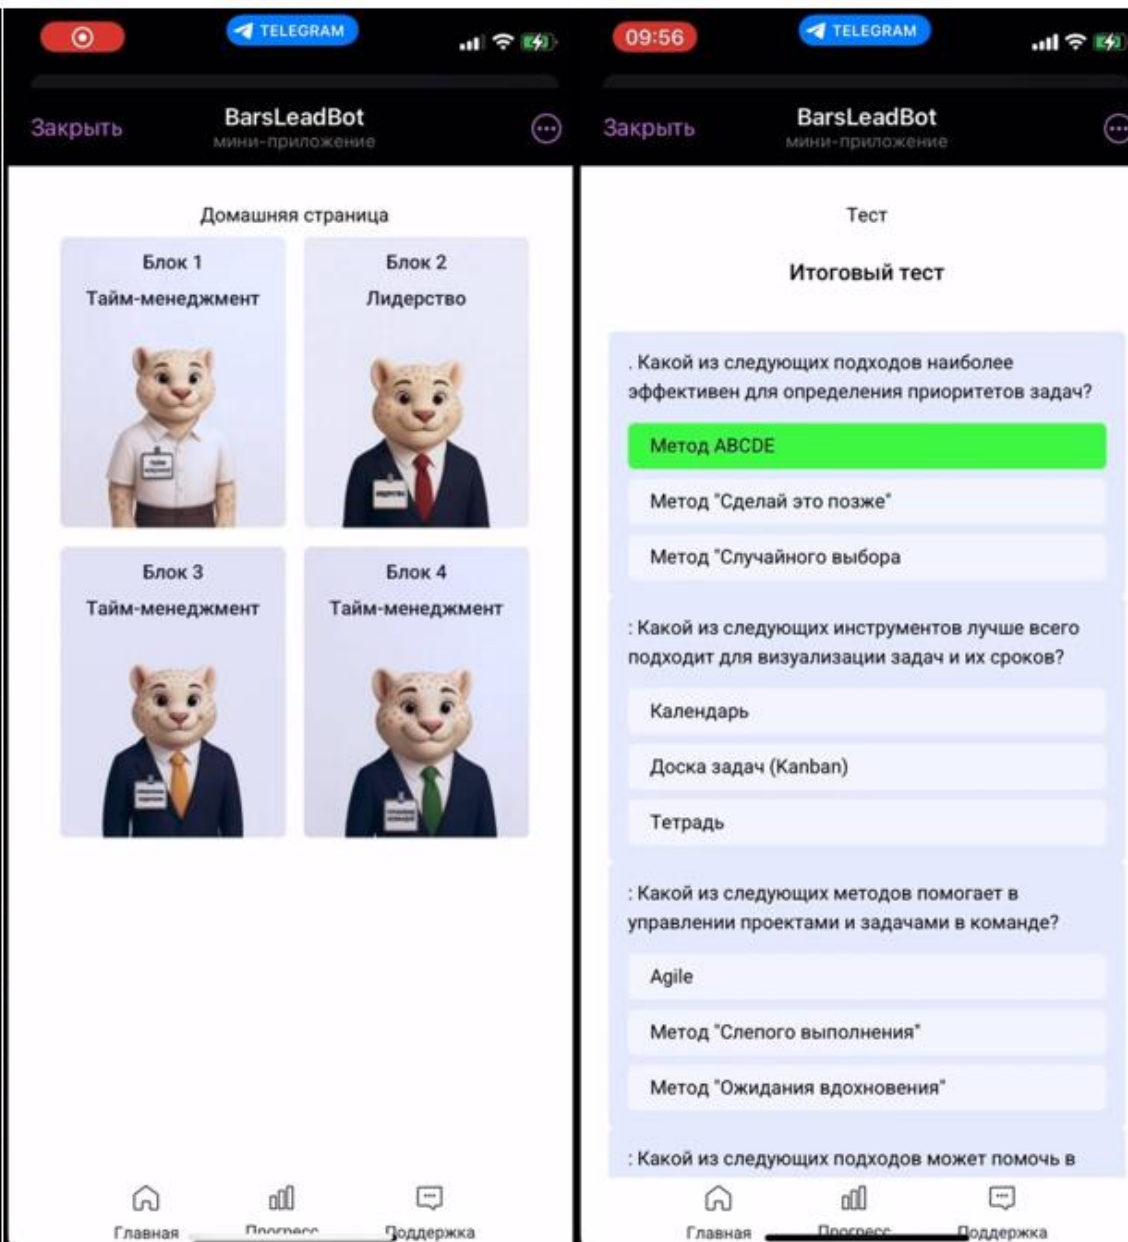 TELEGRAM
Закрыть
BarsLeadBot
мини-приложение
Домашняя страница
Блок 1
Тайм-менеджмент
Блок 2
Лидерство
ЛИДЕРСТВО
Блок 3
Тайм-менеджмент
Блок 4
Тайм-менеджмент
Главная
Прогресс
Поддержка
09:56
TELEGRAM
Закрыть
BarsLeadBot
мини-приложение
Тест
Итоговый тест
. Какой из следующих подходов наиболее
эффективен для определения приоритетов задач?
Метод ABCDE
Метод "Сделай это позже"
Метод "Случайного выбора
: Какой из следующих инструментов лучше всего
подходит для визуализации задач и их сроков?
Календарь
Доска задач (Kanban)
Тетрадь
: Какой из следующих методов помогает в
управлении проектами и задачами в команде?
Agile
Метод "Слепого выполнения"
Метод "Ожидания вдохновения"
: Какой из следующих подходов может помочь в
Главная
Прогресс
Поддержка